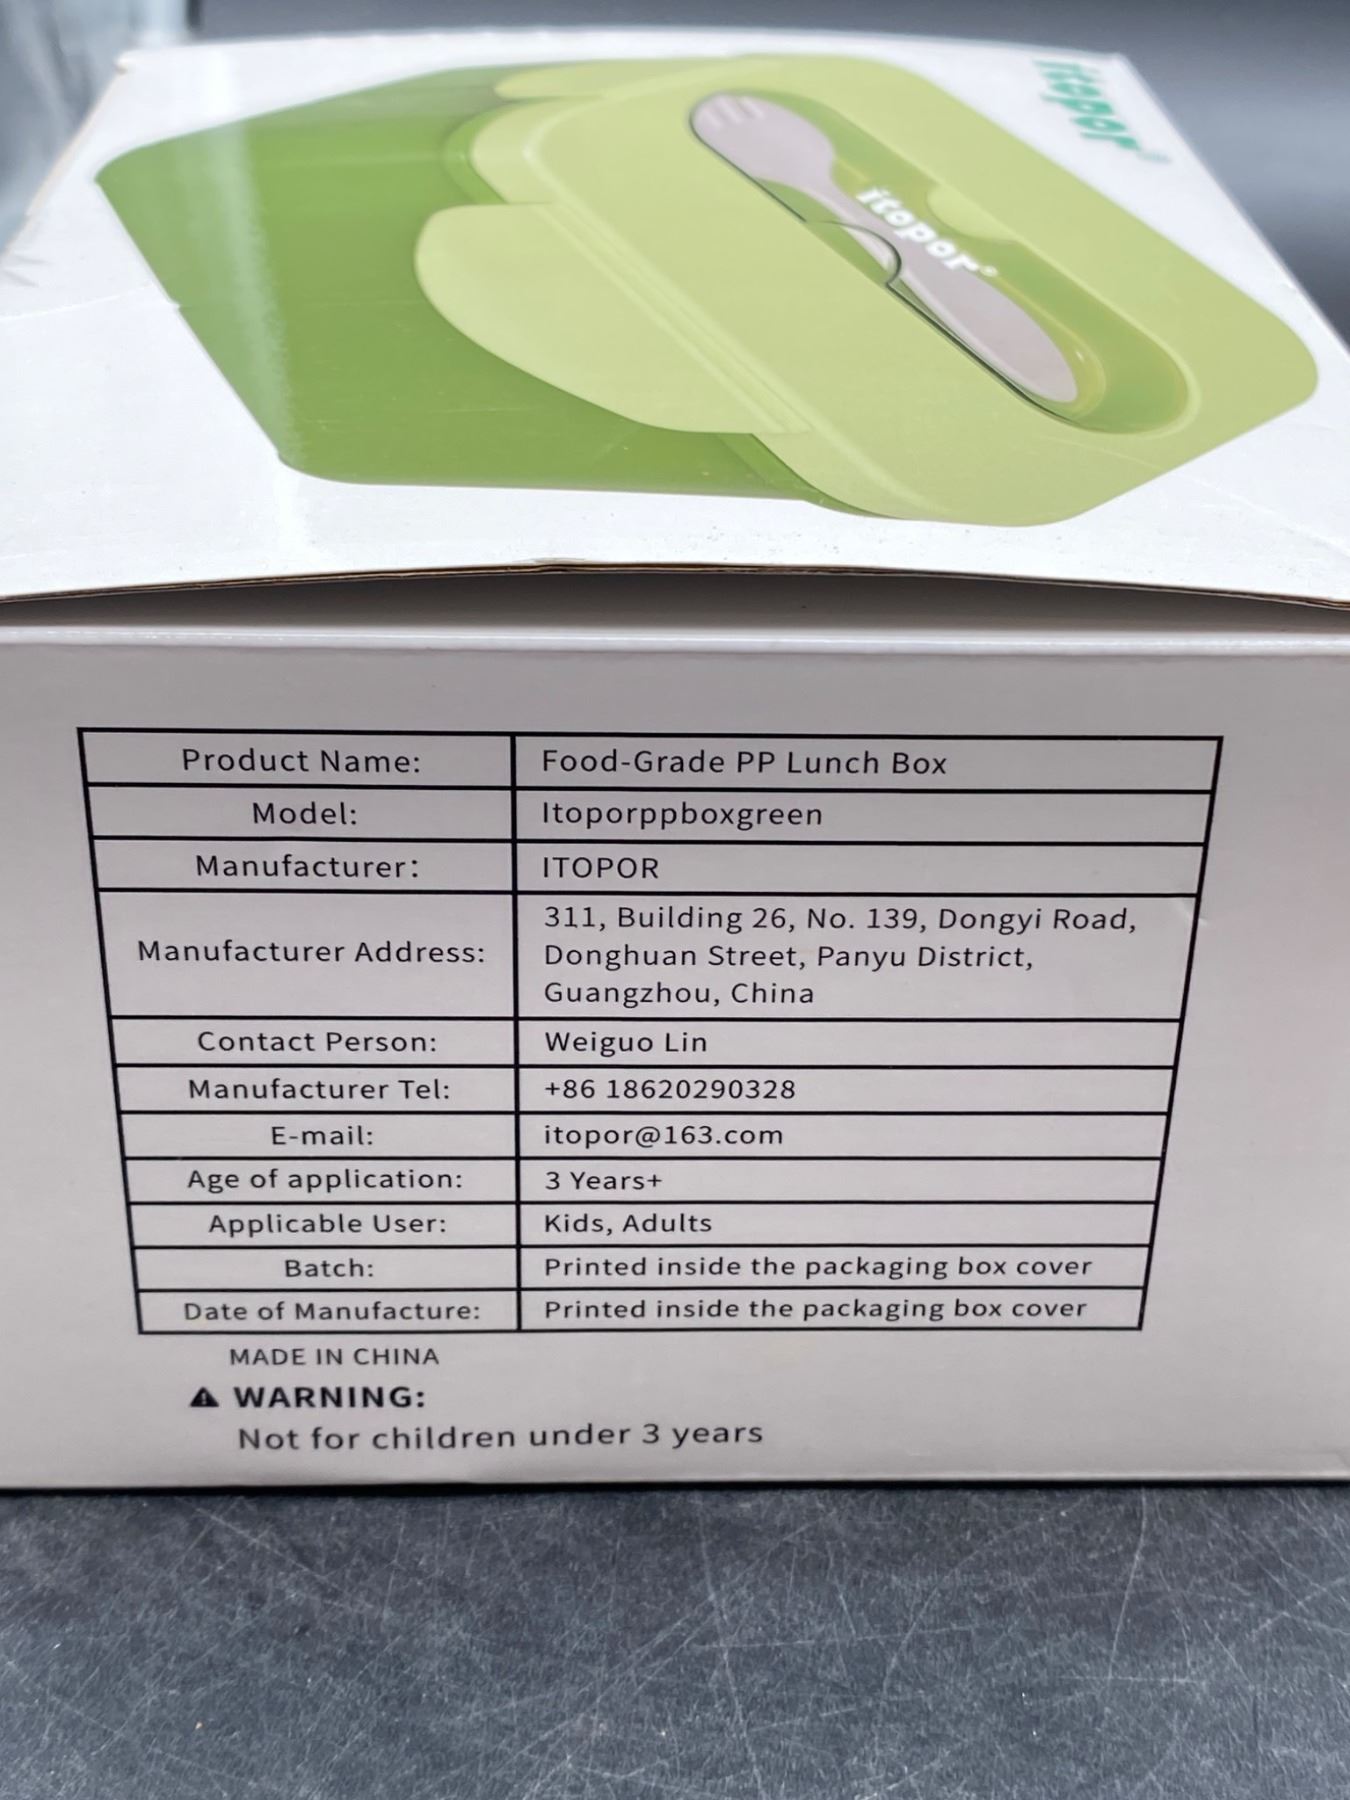 itopor
itopor®
Product Name: Food-Grade PP Lunch Box
Model: Itoporppboxgreen
Manufacturer: ITOPOR
Manufacturer Address: 311, Building 26, No. 139, Dongyi Road,
Donghuan Street, Panyu District,
Guangzhou, China
Contact Person: Weiguo Lin
Manufacturer Tel: +86 18620290328
E-mail: itopor@163.com
Age of application: 3 Years+
Applicable User: Kids, Adults
Batch: Printed inside the packaging box cover
Date of Manufacture: Printed inside the packaging box cover
MADE IN CHINA
WARNING:
Not for children under 3 years